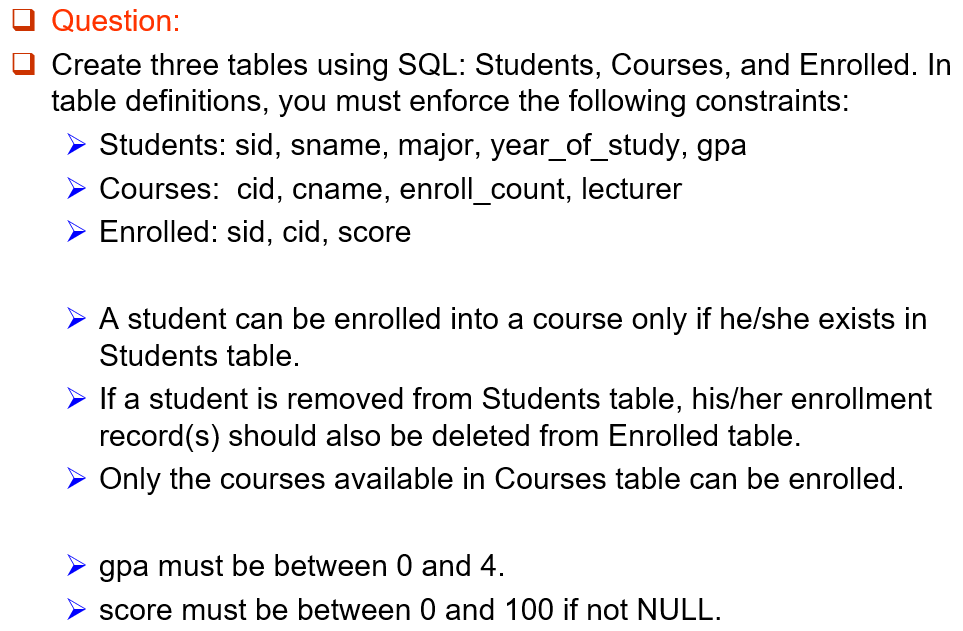 Question:
Create three tables using SQL: Students, Courses, and Enrolled. In
table definitions, you must enforce the following constraints:
Students: sid, sname, major, year_of_study, gpa
Courses: cid, cname, enroll_count, lecturer
Enrolled: sid, cid, score
A student can be enrolled into a course only if he/she exists in
Students table.
If a student is removed from Students table, his/her enrollment
record(s) should also be deleted from Enrolled table.
Only the courses available in Courses table can be enrolled.
gpa must be between 0 and 4.
score must be between 0 and 100 if not NULL.